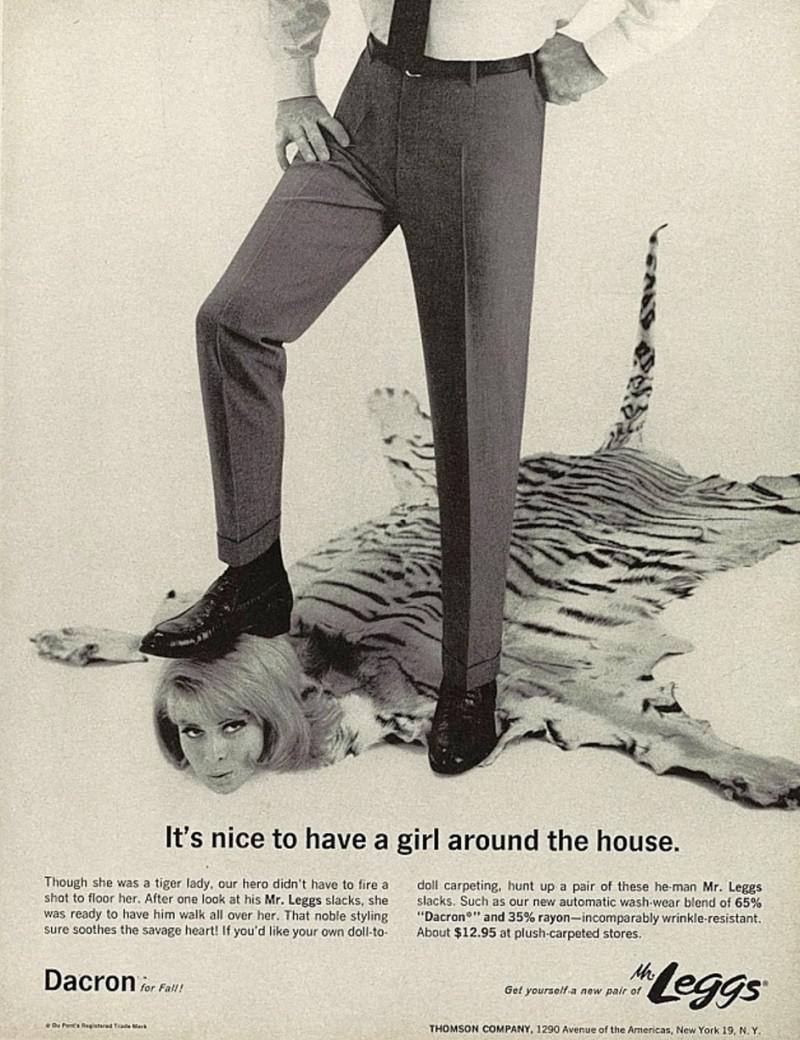 It's nice to have a girl around the house.
Though she was a tiger lady, our hero didn't have to fire a
shot to floor her. After one look at his Mr. Leggs slacks, she
was ready to have him walk all over her. That noble styling
sure soothes the savage heart! If you'd like your own doll-to-
doll carpeting, hunt up a pair of these he-man Mr. Leggs
slacks. Such as our new automatic wash-wear blend of 65%
"Dacron®" and 35% rayon—incomparably wrinkle-resistant.
About $12.95 at plush-carpeted stores.
Dacron for Fall!
Get yourself a new pair of Mr. Leggs®
® Du Pont's Registered Trade Mark
THOMSON COMPANY, 1290 Avenue of the Americas, New York 19, N.Y.